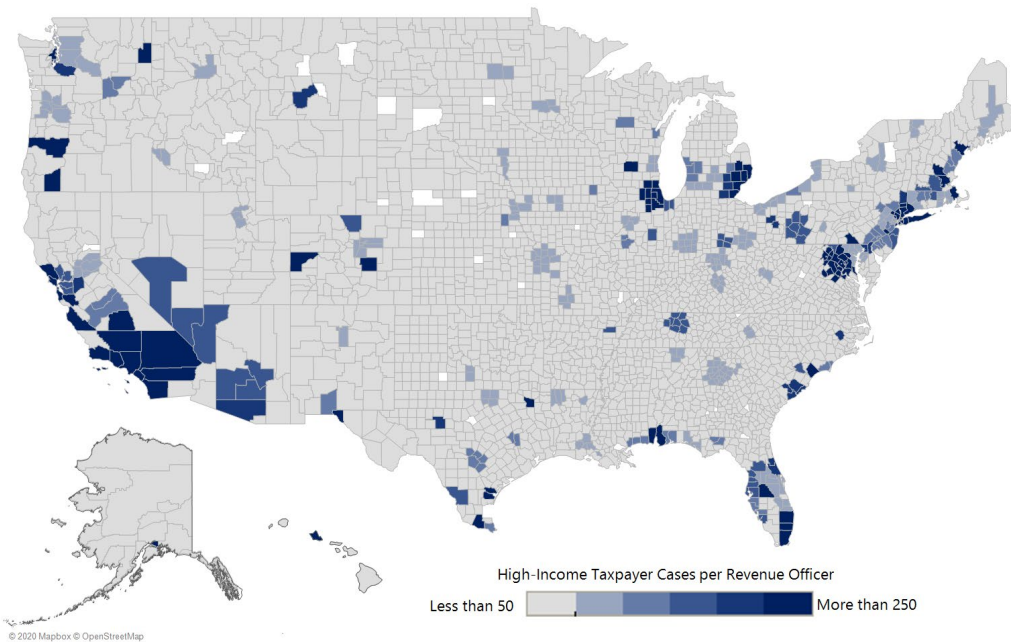 High-Income Taxpayer Cases per Revenue Officer
Less than 50
More than 250
© 2020 Mapbox © OpenStreetMap